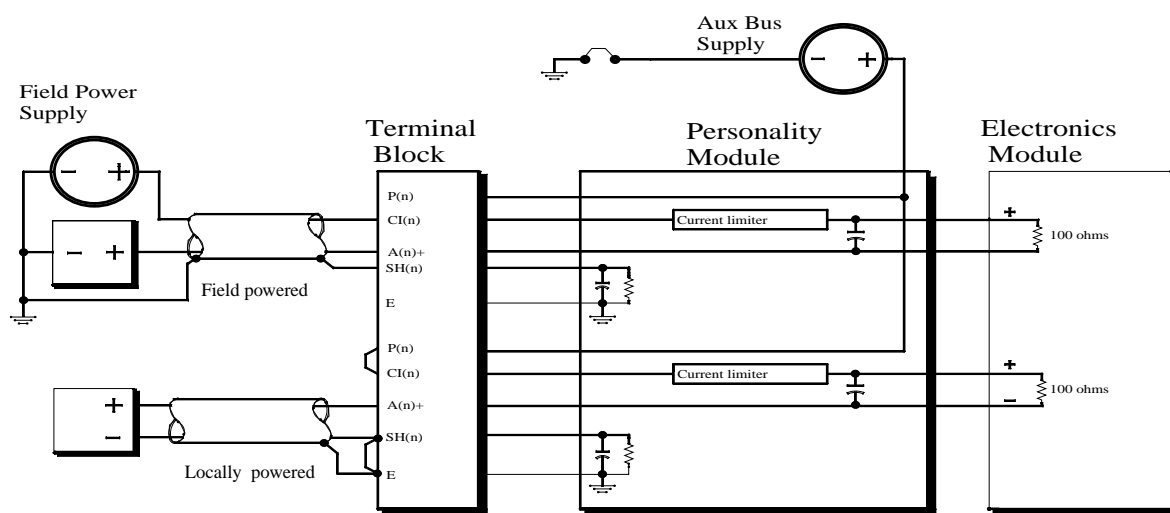 Aux Bus
Supply
− +
Field Power
Supply
− +
Terminal
Block
Personality
Module
Electronics
Module
P(n)
CI(n)
Current limiter
+
100 ohms
− +
A(n)+
SH(n)
Field powered
E
P(n)
CI(n)
Current limiter
+
100 ohms
−
+
A(n)+
−
SH(n)
Locally powered
E